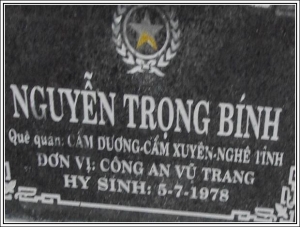 NGUYỄN TRỌNG BÍNH
Quê quán: CẨM DƯƠNG-CẨM XUYÊN-NGHỆ TĨNH
ĐƠN VỊ: CÔNG AN VŨ TRANG
HY SINH: 5-7-1978